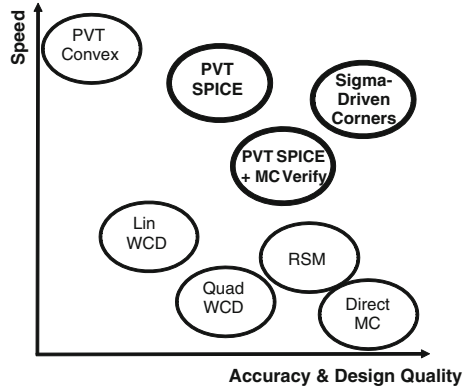 Speed
PVT
Convex
PVT
SPICE
Sigma-
Driven
Corners
PVT SPICE
+ MC Verify
Lin
WCD
RSM
Quad
WCD
Direct
MC
Accuracy & Design Quality